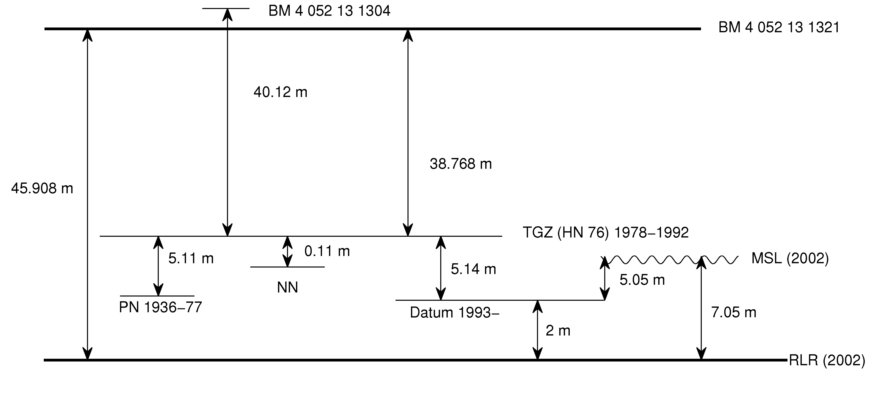 BM 4 052 13 1304
BM 4 052 13 1321
40.12 m
38.768 m
45.908 m
TGZ (HN 76) 1978−1992
5.11 m
0.11 m
5.14 m
MSL (2002)
5.05 m
NN
PN 1936−77
Datum 1993−
7.05 m
2 m
RLR (2002)